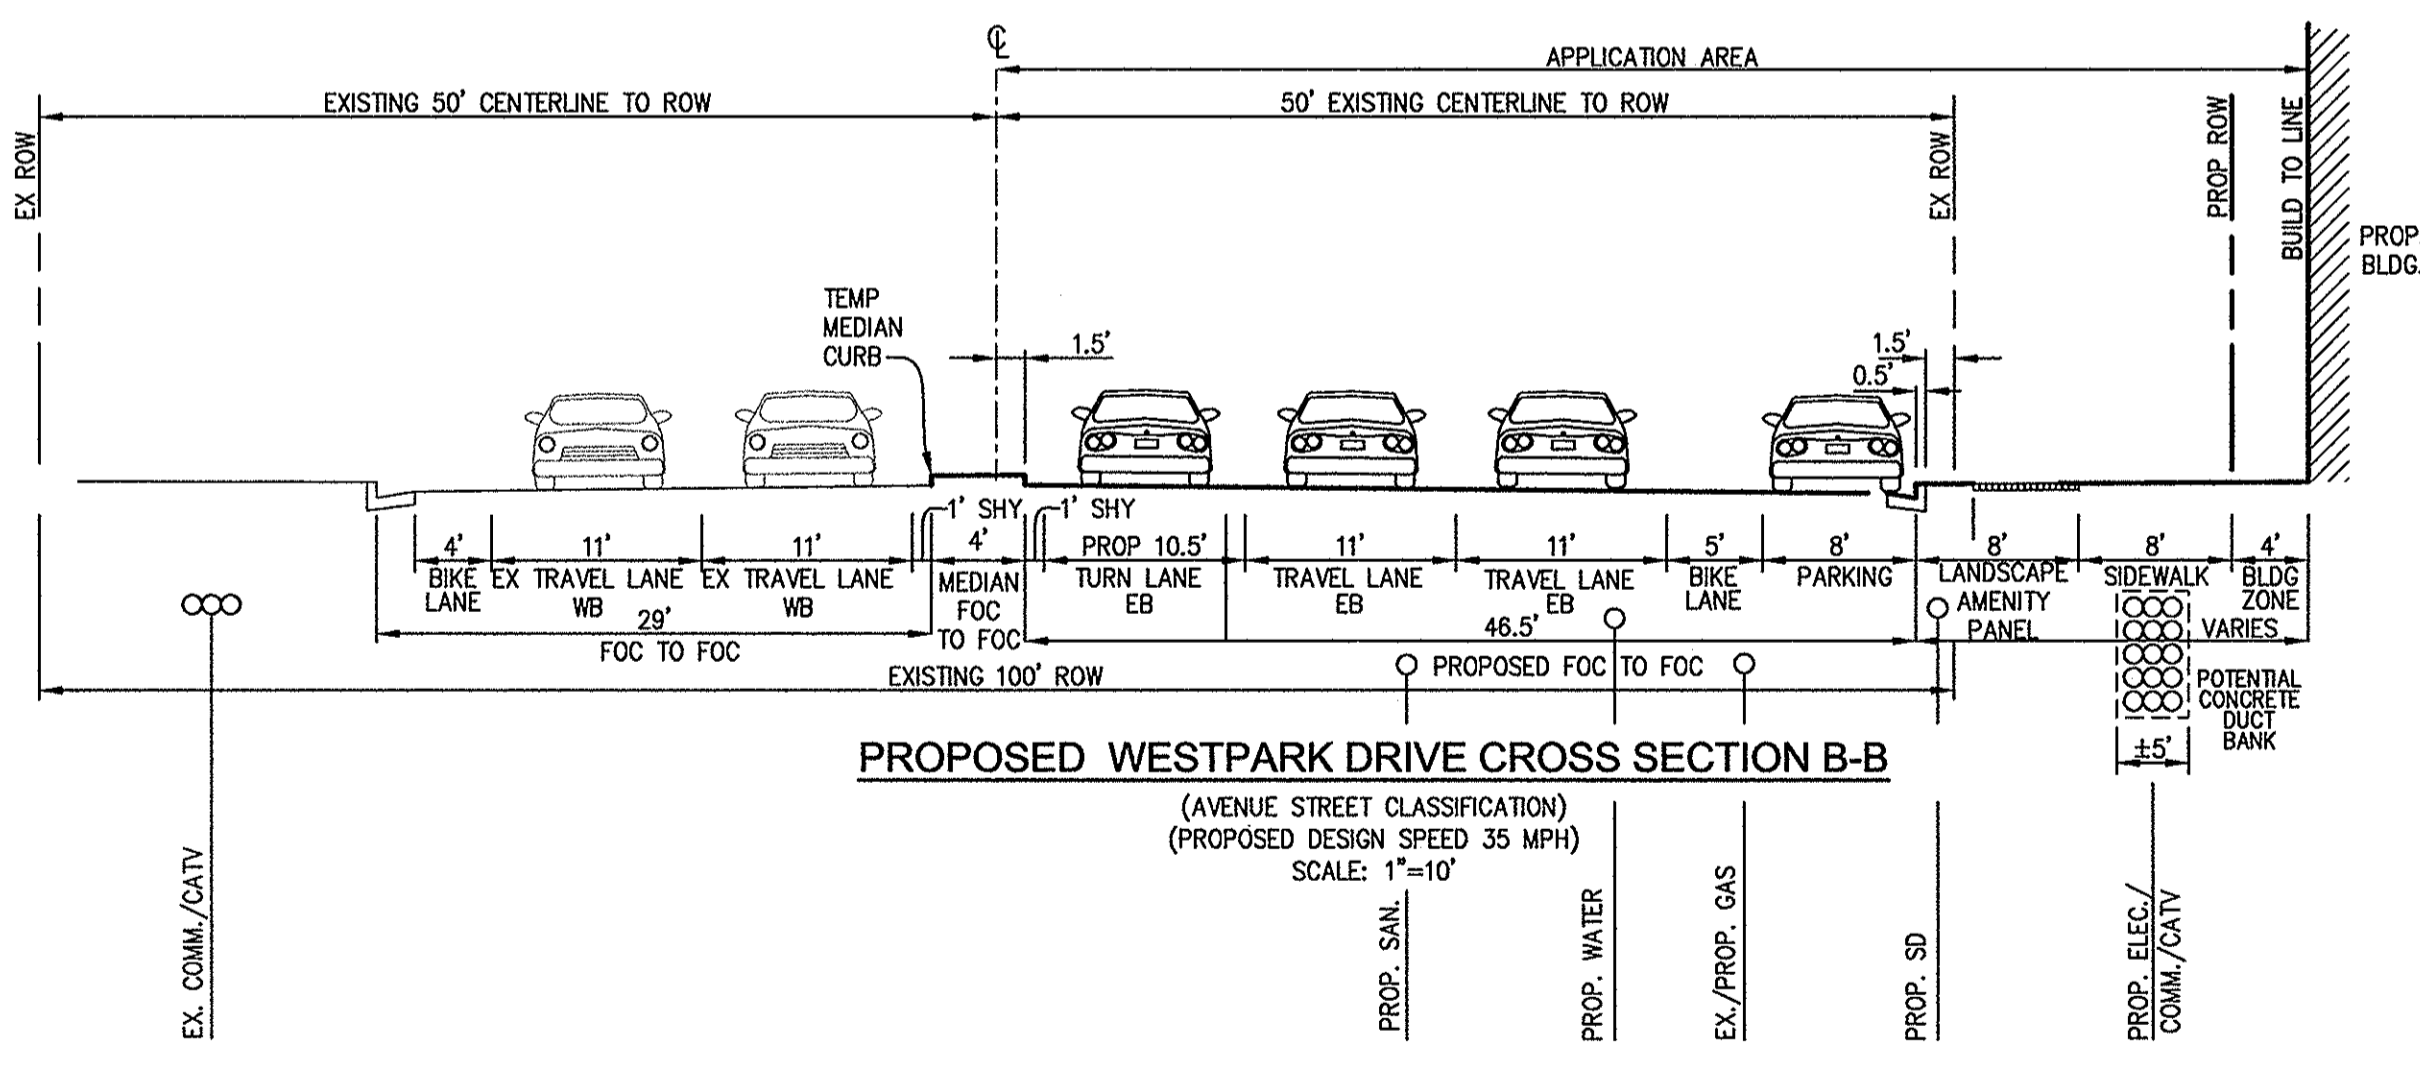 ℄
APPLICATION AREA
EXISTING 50' CENTERLINE TO ROW
50' EXISTING CENTERLINE TO ROW
EX ROW
EX ROW
PROP ROW
BUILD TO LINE
PROP.
BLDG.
TEMP
MEDIAN
CURB
1.5'
1.5'
0.5'
1' SHY
1' SHY
4'
BIKE
LANE
11'
EX TRAVEL LANE
WB
11'
EX TRAVEL LANE
WB
4'
MEDIAN
FOC
TO FOC
PROP 10.5'
TURN LANE
EB
11'
TRAVEL LANE
EB
11'
TRAVEL LANE
EB
5'
BIKE
LANE
8'
PARKING
8'
LANDSCAPE
AMENITY
PANEL
8'
SIDEWALK
4'
BLDG
ZONE
29'
FOC TO FOC
46.5'
PROPOSED FOC TO FOC
VARIES
EXISTING 100' ROW
POTENTIAL
CONCRETE
DUCT
BANK
±5'
PROPOSED WESTPARK DRIVE CROSS SECTION B-B
(AVENUE STREET CLASSIFICATION)
(PROPOSED DESIGN SPEED 35 MPH)
SCALE: 1"=10'
EX. COMM./CATV
PROP. SAN.
PROP. WATER
EX./PROP. GAS
PROP. SD
PROP. ELEC./
COMM./CATV